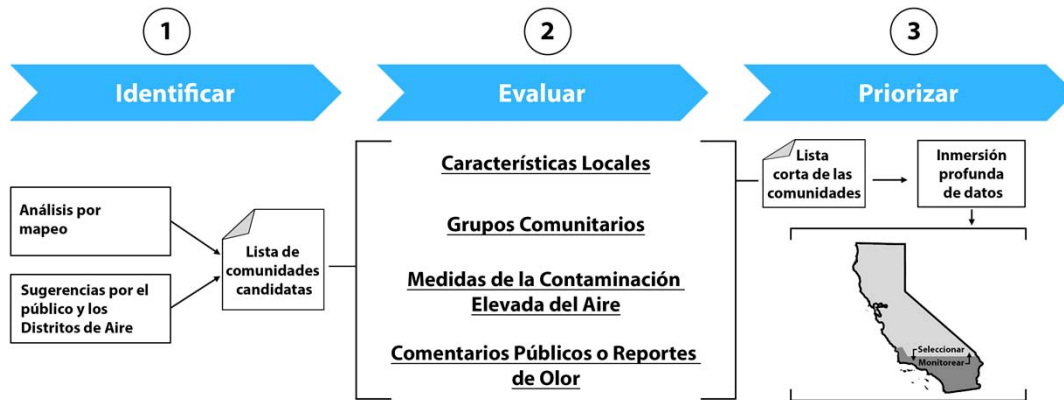 1
2
3
Identificar
Evaluar
Priorizar
Análisis por
mapeo
Sugerencias por el
público y los
Distritos de Aire
Lista de
comunidades
candidatas
Características Locales
Grupos Comunitarios
Medidas de la Contaminación
Elevada del Aire
Comentarios Públicos o Reportes
de Olor
Lista
corta de las
comunidades
Inmersión
profunda
de datos
Seleccionar
Monitorear